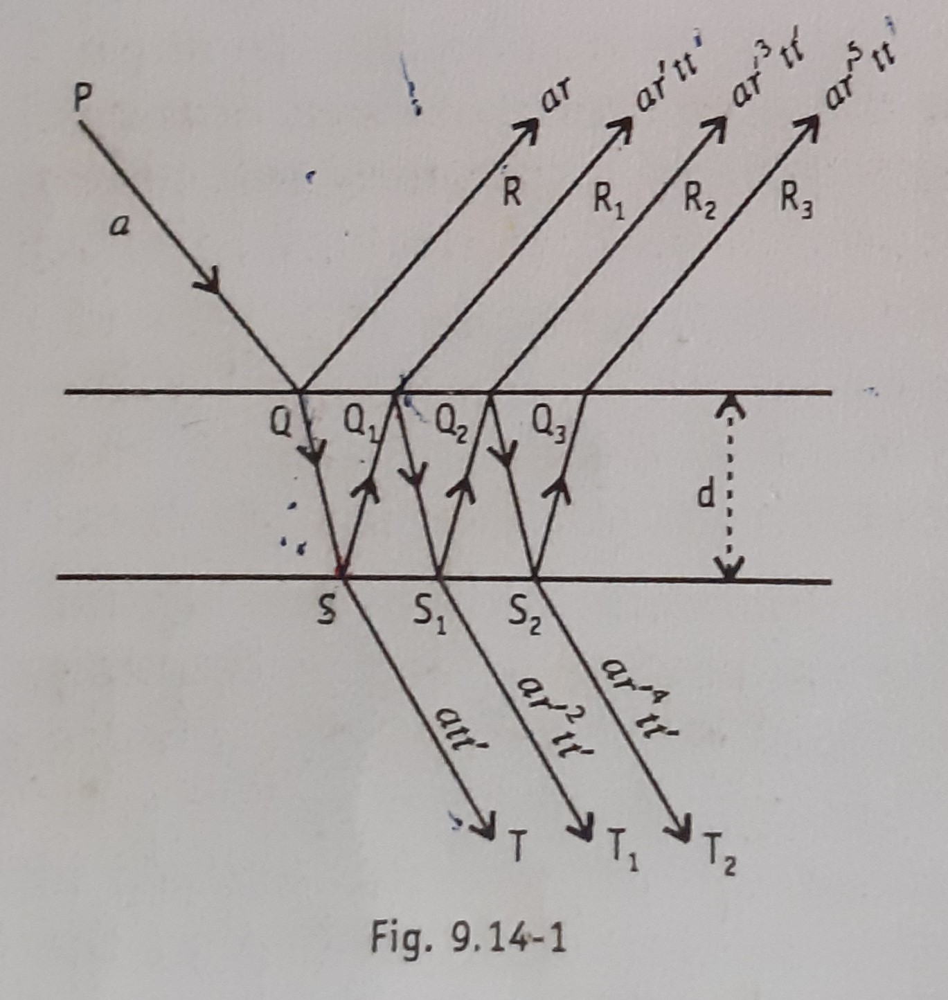 P
ar
ar'tt'
ar'³tt'
ar'⁵tt'
a
R
R₁
R₂
R₃
Q
Q₁
Q₂
Q₃
d
S
S₁
S₂
att'
ar'²tt'
ar'⁴tt'
T
T₁
T₂
Fig. 9.14-1